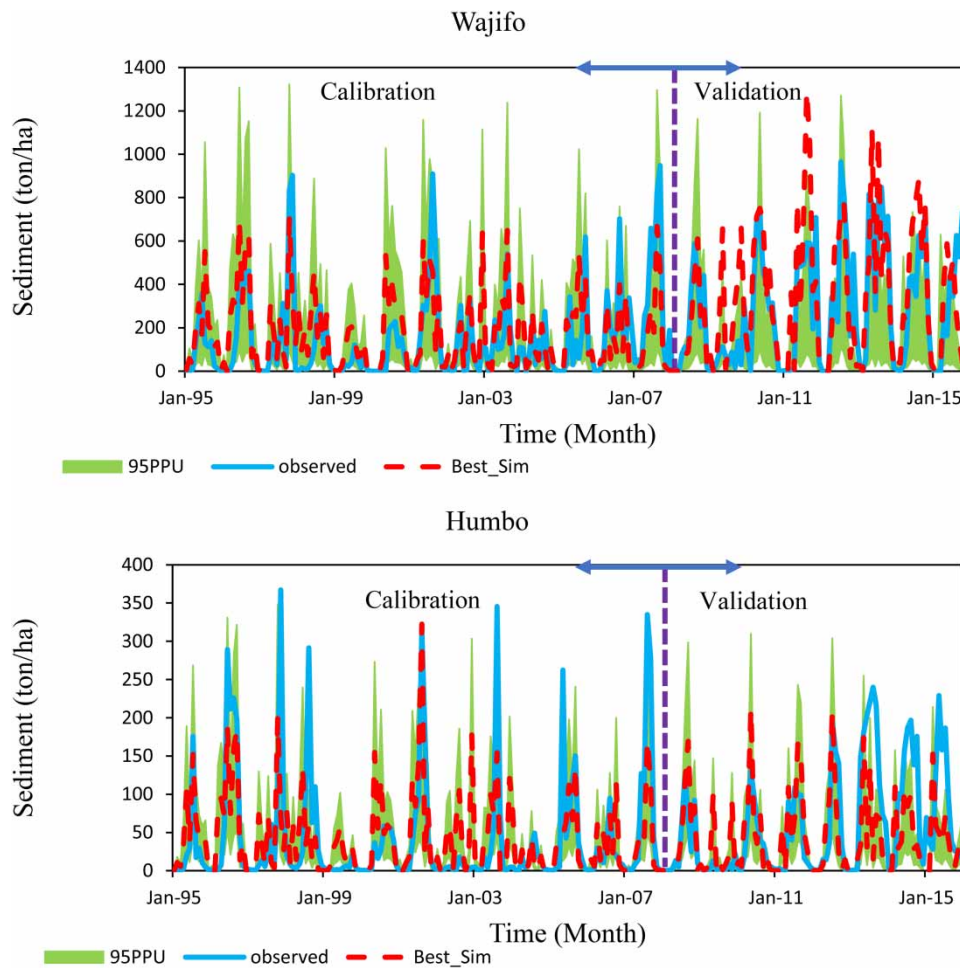 Wajifo
Calibration
Validation
Sediment (ton/ha)
1400
1200
1000
800
600
400
200
0
Jan-95 Jan-99 Jan-03 Jan-07 Jan-11 Jan-15
Time (Month)
95PPU observed Best_Sim
Humbo
Calibration
Validation
Sediment (ton/ha)
400
350
300
250
200
150
100
50
0
Jan-95 Jan-99 Jan-03 Jan-07 Jan-11 Jan-15
Time (Month)
95PPU observed Best_Sim